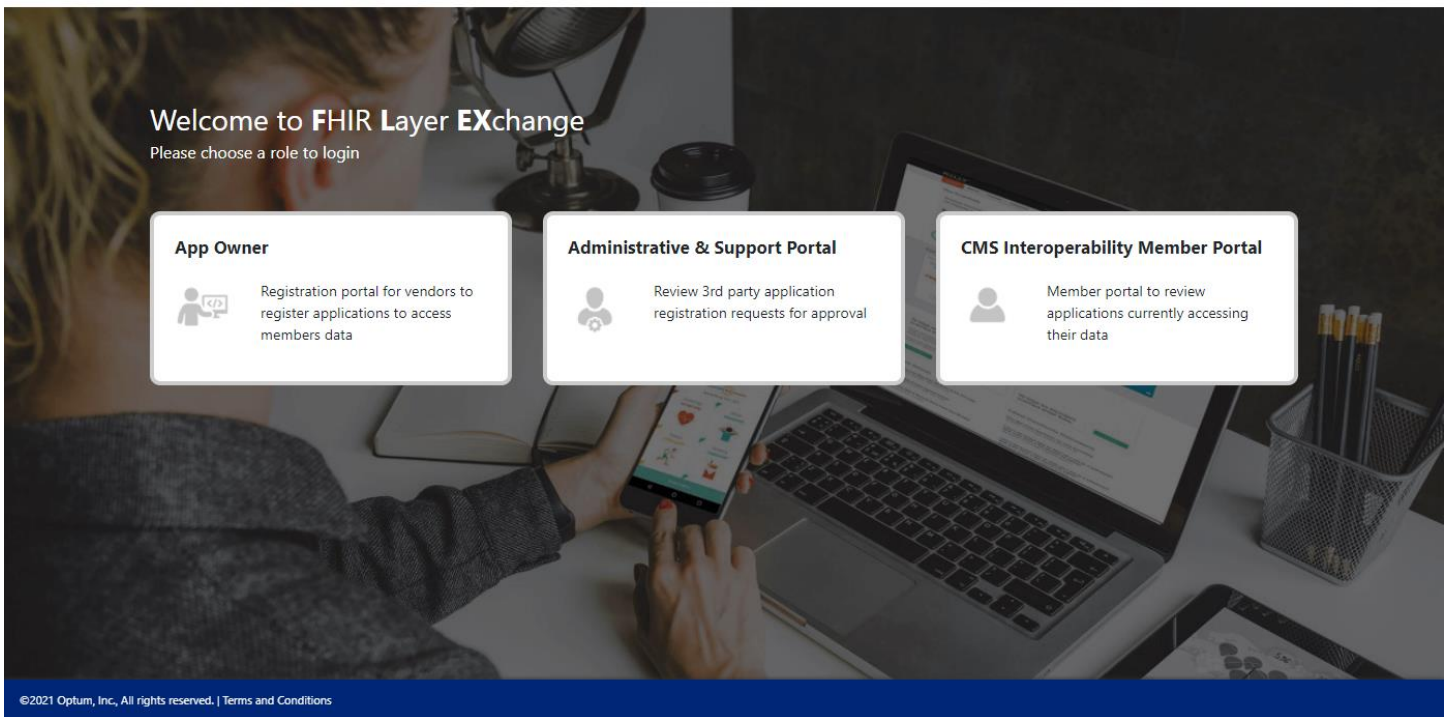 Welcome to FHIR Layer EXchange
Please choose a role to login
App Owner
Registration portal for vendors to
register applications to access
members data
Administrative & Support Portal
Review 3rd party application
registration requests for approval
CMS Interoperability Member Portal
Member portal to review
applications currently accessing
their data
©2021 Optum, Inc., All rights reserved. | Terms and Conditions